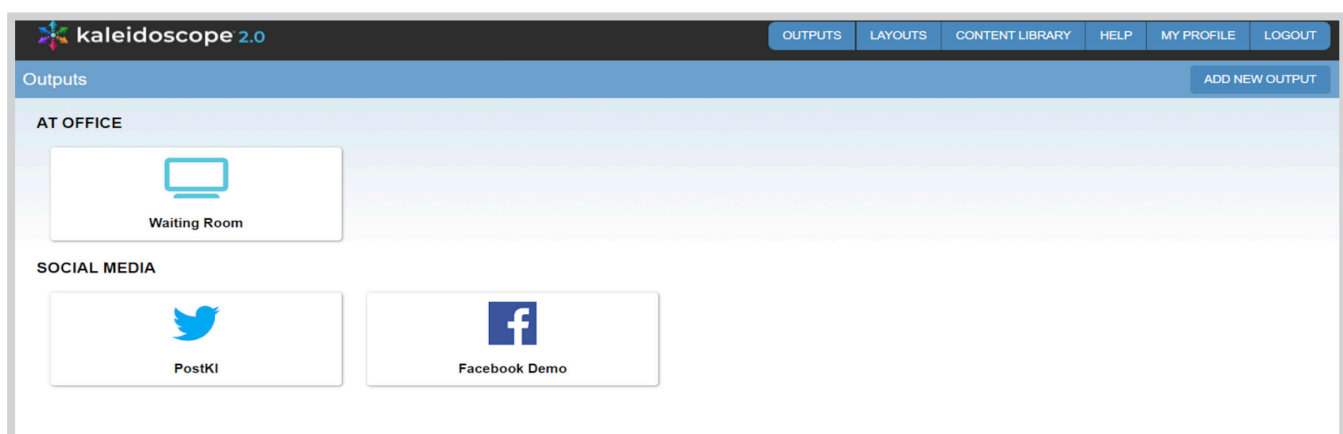 kaleidoscope 2.0
OUTPUTS LAYOUTS CONTENT LIBRARY HELP MY PROFILE LOGOUT
Outputs
ADD NEW OUTPUT
AT OFFICE
Waiting Room
SOCIAL MEDIA
PostKI
Facebook Demo